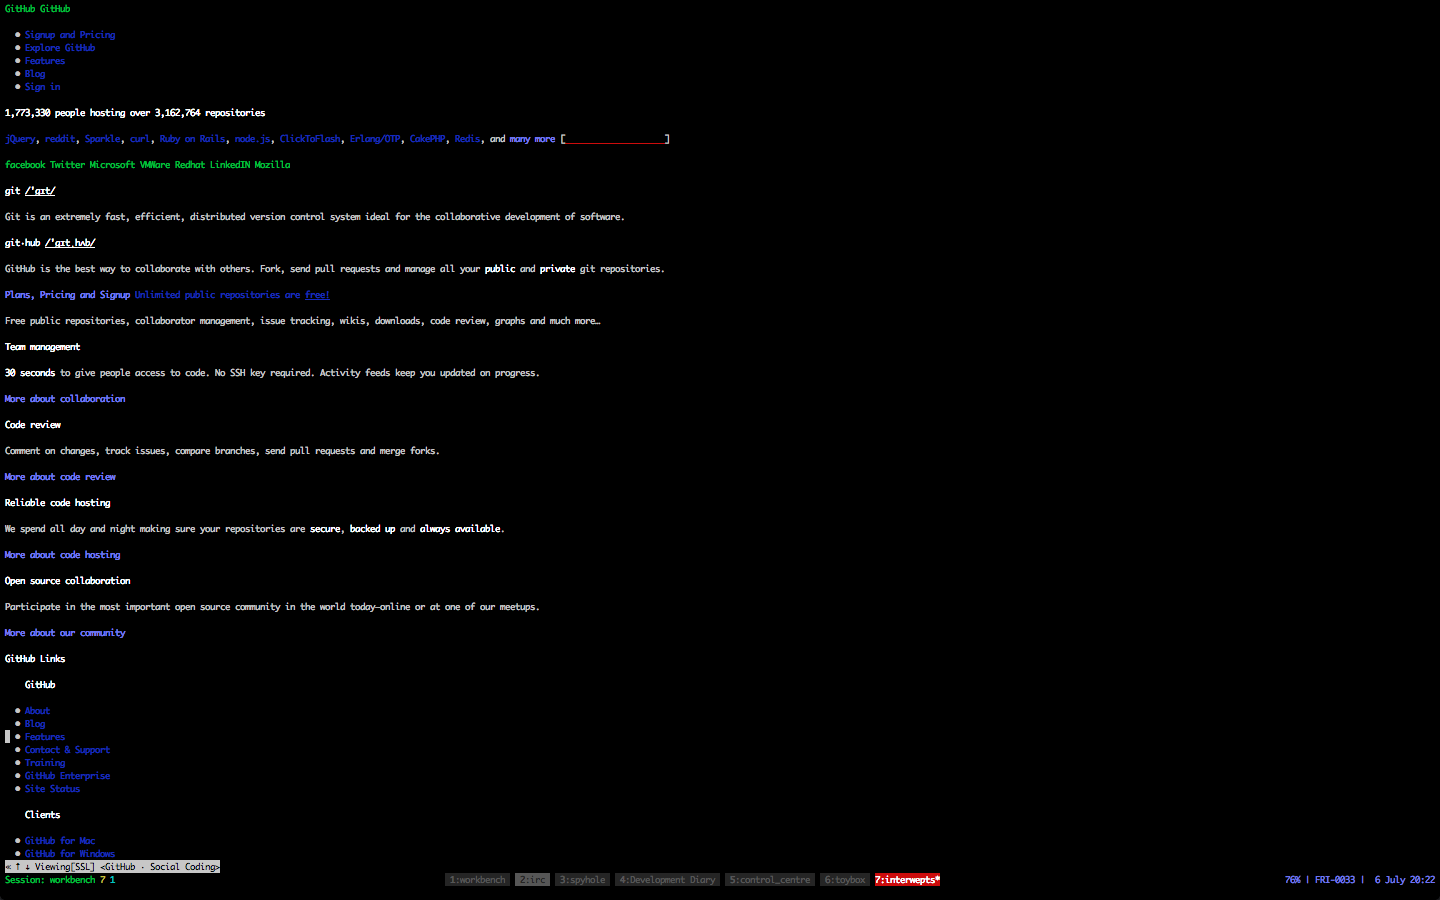 GitHub GitHub
• Signup and Pricing
• Explore GitHub
• Features
• Blog
• Sign in
1,773,330 people hosting over 3,162,764 repositories
jQuery, reddit, Sparkle, curl, Ruby on Rails, node.js, ClickToFlash, Erlang/OTP, CakePHP, Redis, and many more [____________________]
facebook Twitter Microsoft VMWare Redhat LinkedIN Mozilla
git /'gɪt/
Git is an extremely fast, efficient, distributed version control system ideal for the collaborative development of software.
git·hub /'gɪt,hʌb/
GitHub is the best way to collaborate with others. Fork, send pull requests and manage all your public and private git repositories.
Plans, Pricing and Signup Unlimited public repositories are free!
Free public repositories, collaborator management, issue tracking, wikis, downloads, code review, graphs and much more…
Team management
30 seconds to give people access to code. No SSH key required. Activity feeds keep you updated on progress.
More about collaboration
Code review
Comment on changes, track issues, compare branches, send pull requests and merge forks.
More about code review
Reliable code hosting
We spend all day and night making sure your repositories are secure, backed up and always available.
More about code hosting
Open source collaboration
Participate in the most important open source community in the world today—online or at one of our meetups.
More about our community
GitHub Links
GitHub
• About
• Blog
• Features
• Contact & Support
• Training
• GitHub Enterprise
• Site Status
Clients
• GitHub for Mac
• GitHub for Windows
« ↑ ↓ Viewing[SSL] <GitHub · Social Coding>
Session: workbench 7 1 1:workbench 2:irc 3:spyhole 4:Development Diary 5:control_centre 6:toybox 7:interwepts* 76% | FRI-0033 | 6 July 20:22